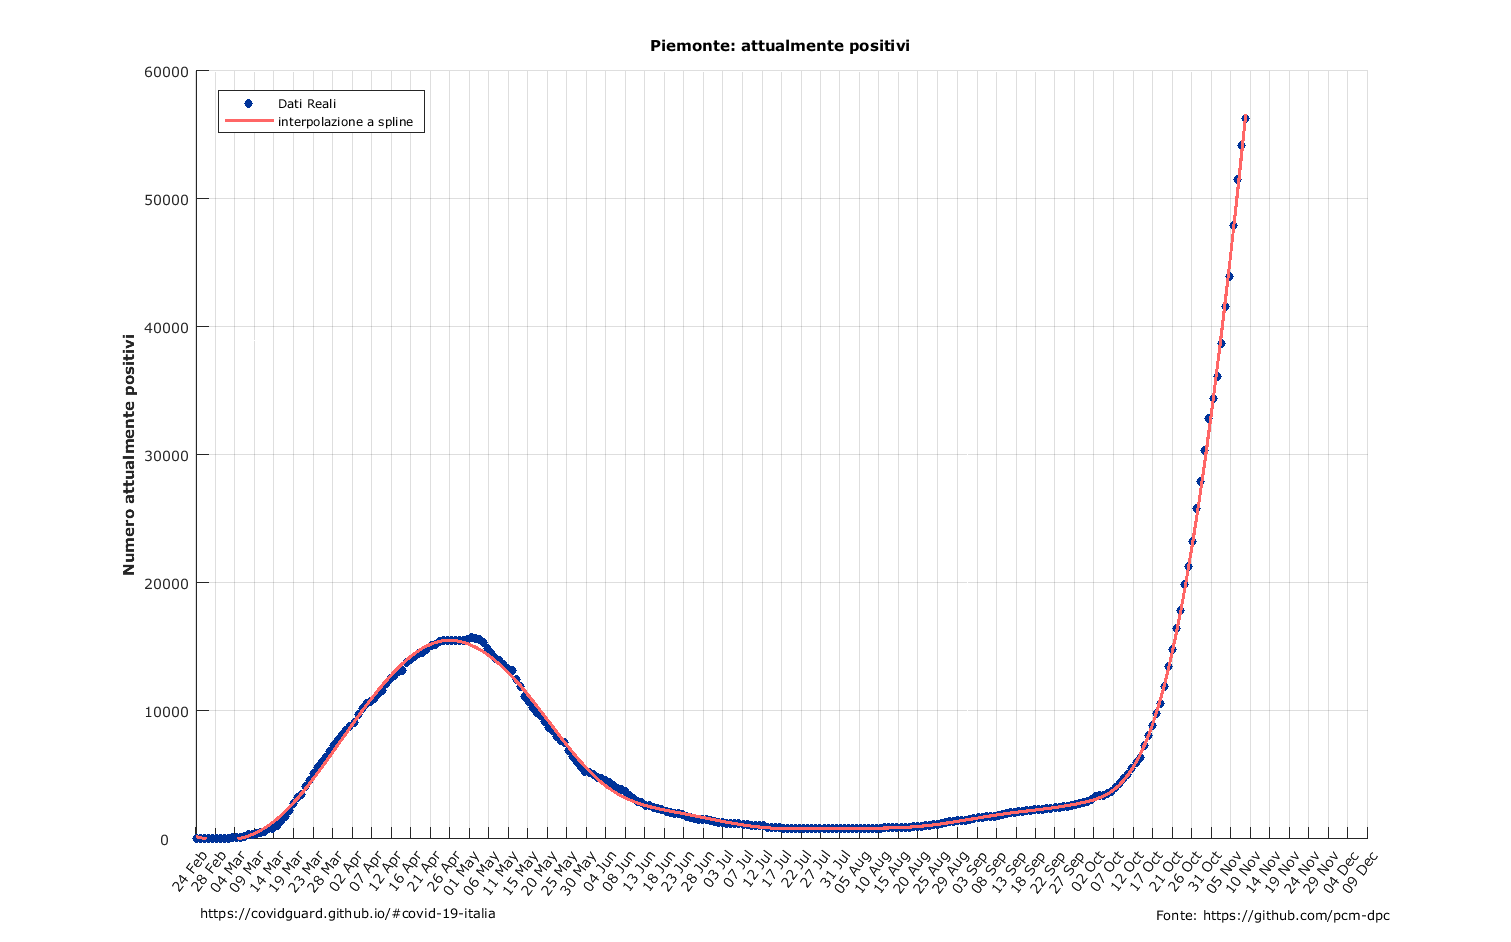 Piemonte: attualmente positivi
60000
Dati Reali
interpolazione a spline
50000
40000
30000
20000
10000
0
Numero attualmente positivi
24 Feb
28 Feb
04 Mar
09 Mar
14 Mar
19 Mar
23 Mar
28 Mar
02 Apr
07 Apr
12 Apr
16 Apr
21 Apr
26 Apr
01 May
06 May
11 May
15 May
20 May
25 May
30 May
04 Jun
08 Jun
13 Jun
18 Jun
23 Jun
28 Jun
03 Jul
07 Jul
12 Jul
17 Jul
22 Jul
27 Jul
31 Jul
05 Aug
10 Aug
15 Aug
20 Aug
25 Aug
29 Aug
03 Sep
08 Sep
13 Sep
18 Sep
22 Sep
27 Sep
02 Oct
07 Oct
12 Oct
17 Oct
21 Oct
26 Oct
31 Oct
05 Nov
10 Nov
14 Nov
19 Nov
24 Nov
29 Nov
04 Dec
09 Dec
https://covidguard.github.io/#covid-19-italia
Fonte: https://github.com/pcm-dpc